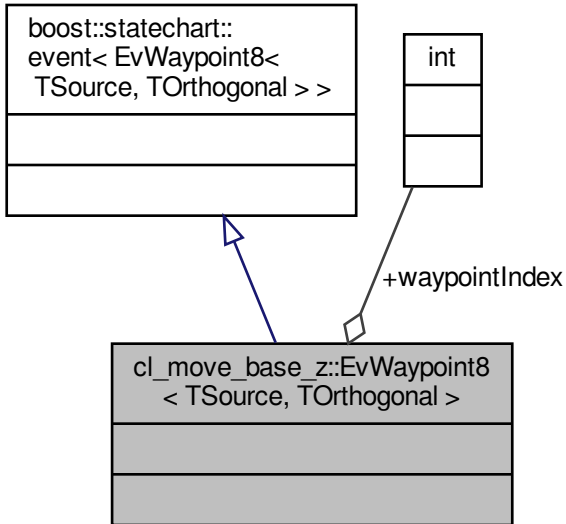 boost::statechart::
event< EvWaypoint8<
TSource, TOrthogonal > >
int
+waypointIndex
cl_move_base_z::EvWaypoint8
< TSource, TOrthogonal >